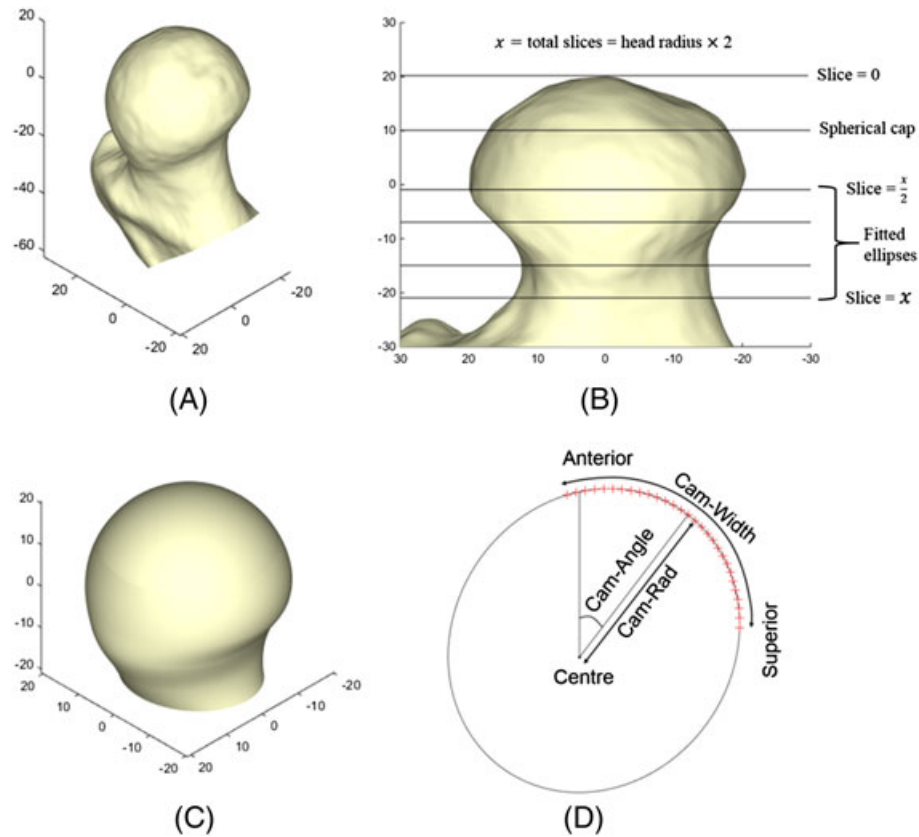 20
0
-20
-40
-60
20
0
-20
20
0
-20
(A)
30
20
10
0
-10
-20
-30
30
20
10
0
-10
-20
-30
x = total slices = head radius × 2
Slice = 0
Spherical cap
Slice = x/2
Fitted
ellipses
Slice = x
(B)
20
10
0
-10
-20
20
10
0
-10
-20
20
10
0
-10
-20
(C)
Anterior
Cam-Width
Cam-Angle
Cam-Rad
Superior
Centre
(D)